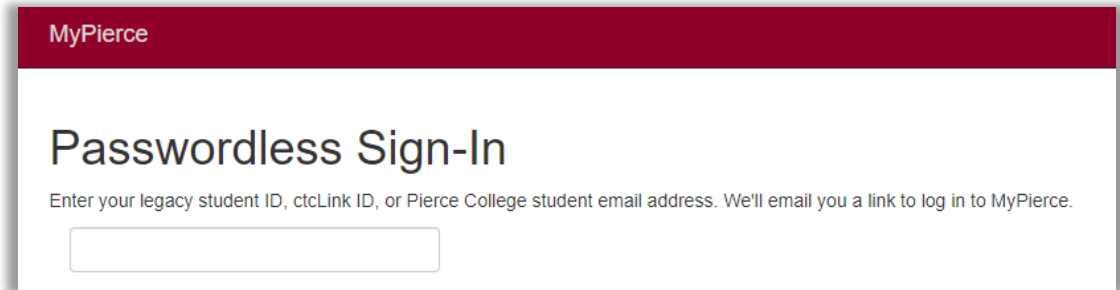 MyPierce
Passwordless Sign-In
Enter your legacy student ID, ctcLink ID, or Pierce College student email address. We'll email you a link to log in to MyPierce.